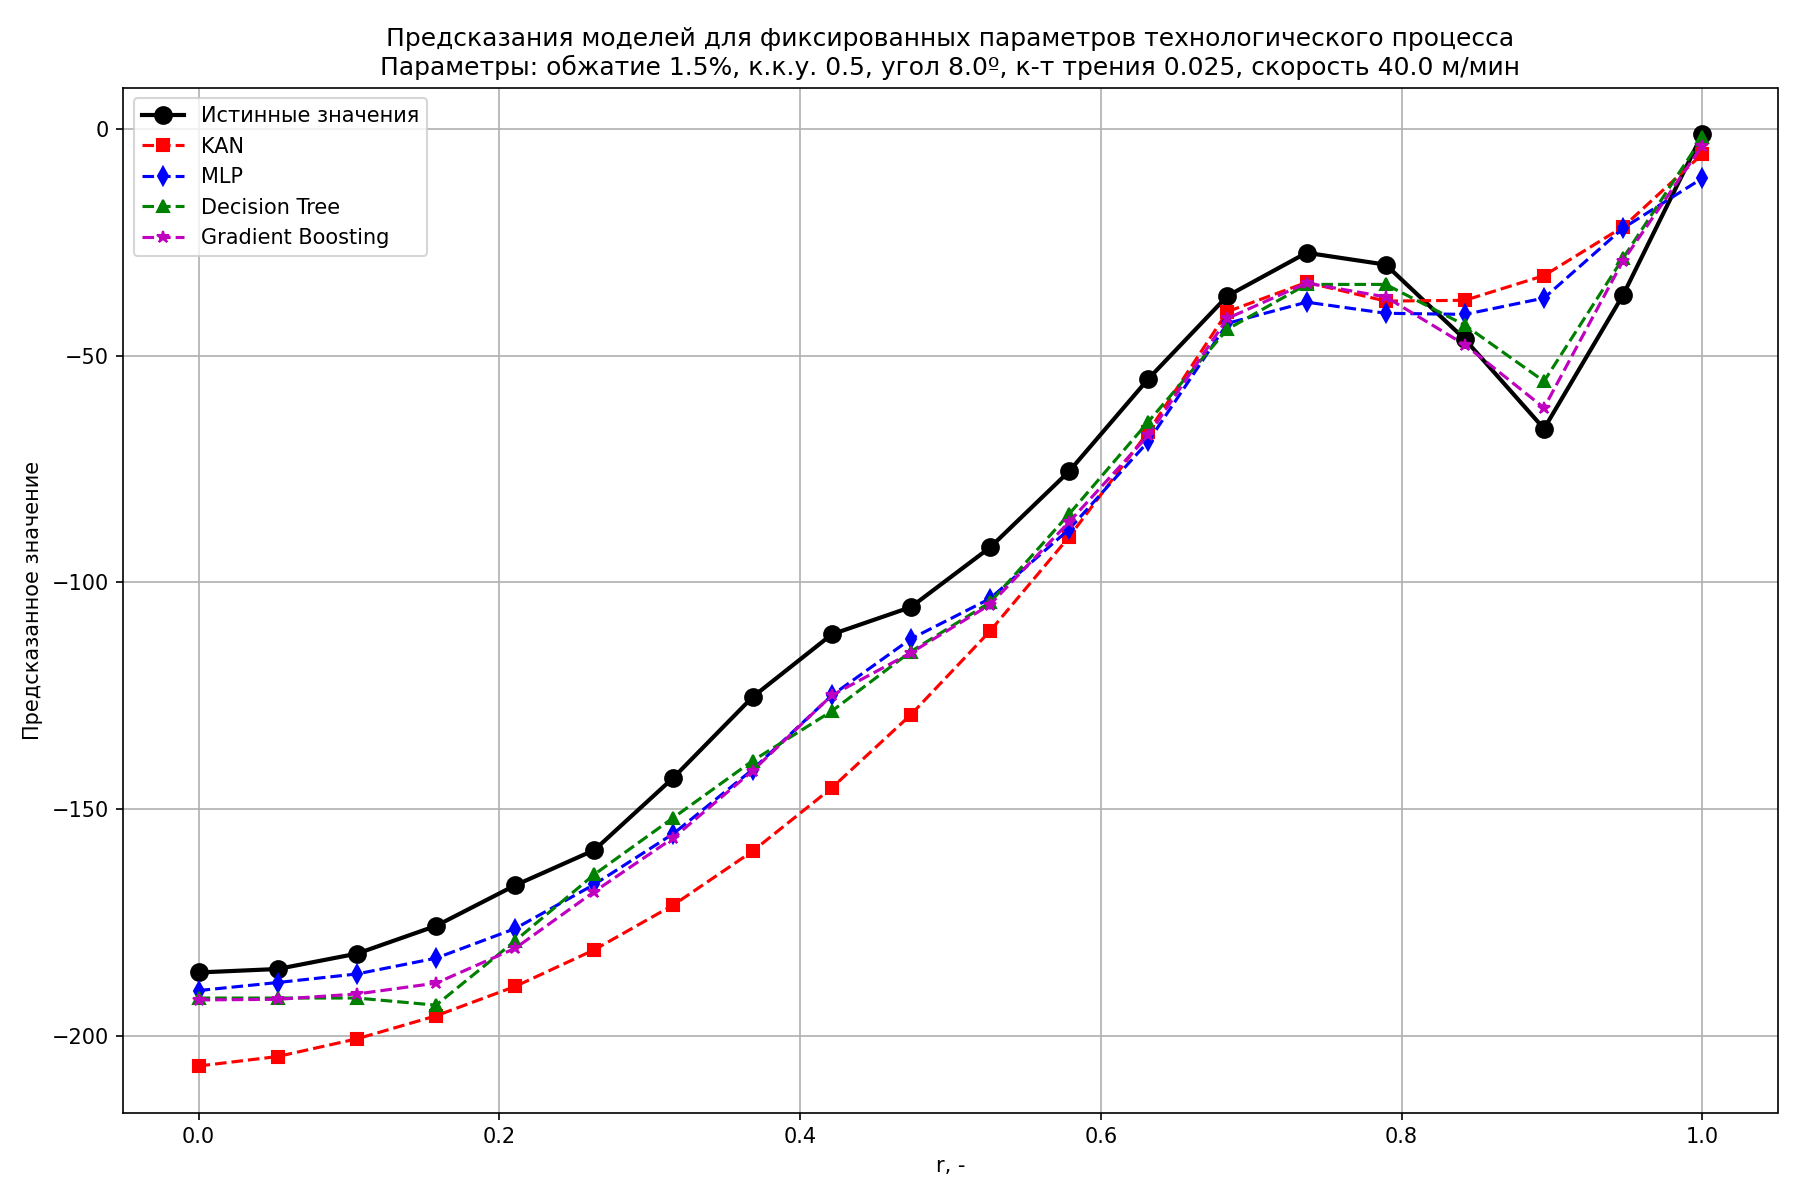 Предсказания моделей для фиксированных параметров технологического процесса
Параметры: обжатие 1.5%, к.к.у. 0.5, угол 8.0º, к-т трения 0.025, скорость 40.0 м/мин
Истинные значения
KAN
MLP
Decision Tree
Gradient Boosting
Предсказанное значение
0
−50
−100
−150
−200
0.0
0.2
0.4
0.6
0.8
1.0
r, -